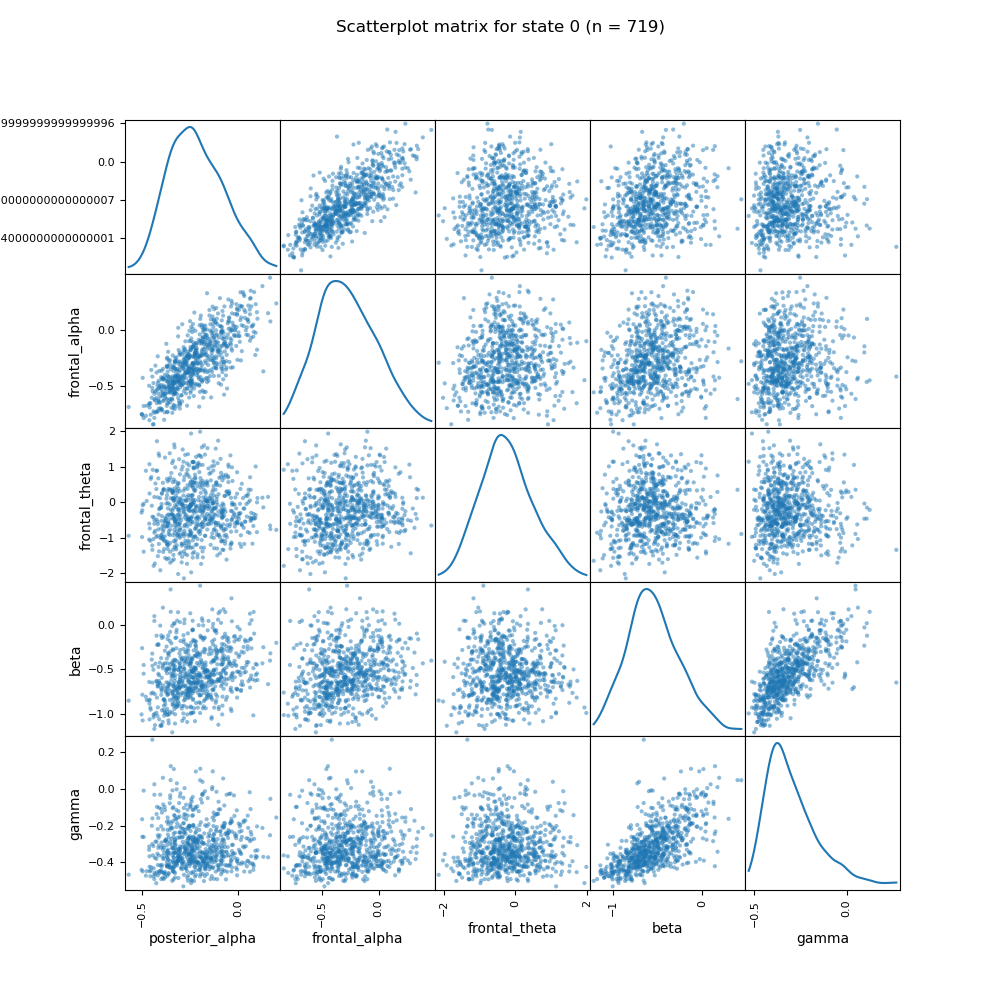 Scatterplot matrix for state 0 (n = 719)
9999999999999996
0.0
0000000000000007
4000000000000001
frontal_alpha
0.0
−0.5
frontal_theta
2
1
0
−1
−2
beta
0.0
−0.5
−1.0
gamma
0.2
0.0
−0.2
−0.4
−0.5 0.0 −0.5 0.0 −2 0 2 −1 0 −0.5 0.0
posterior_alpha frontal_alpha frontal_theta beta gamma